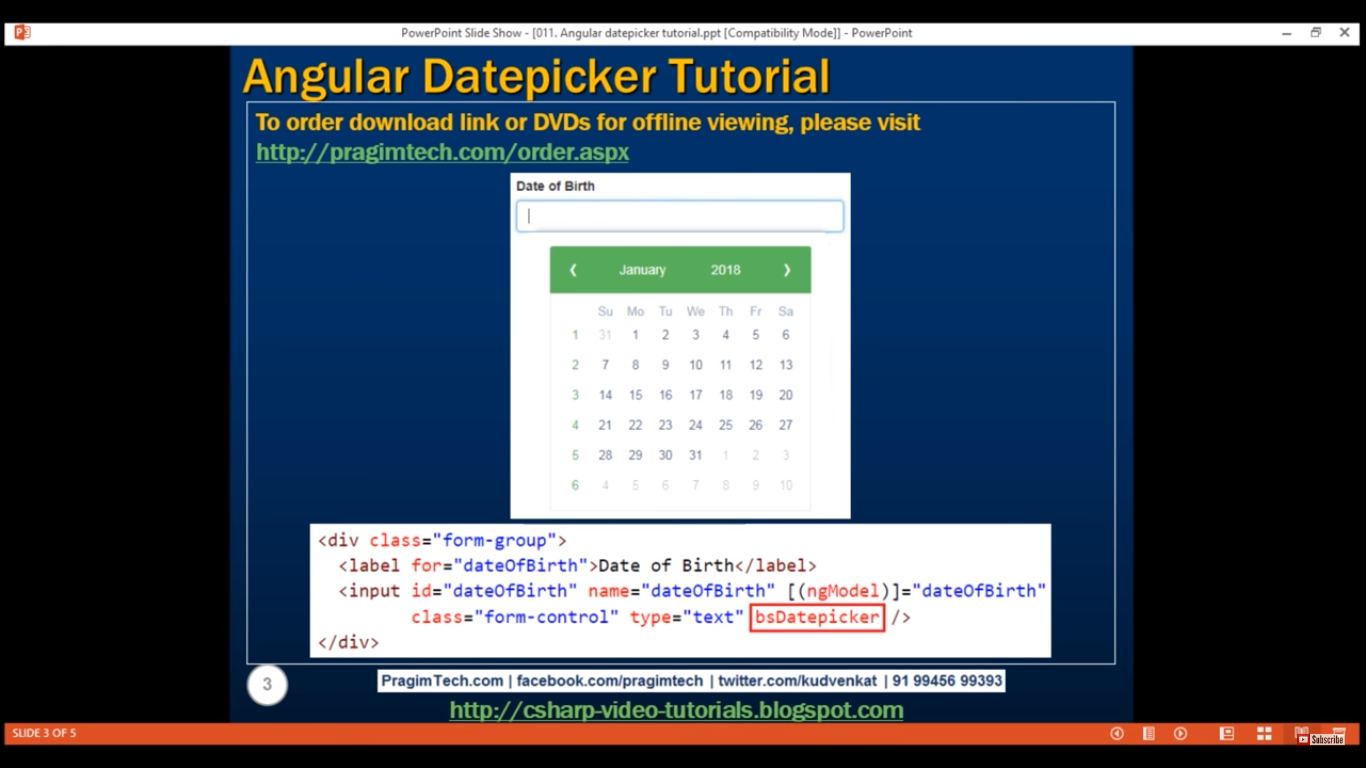 PowerPoint Slide Show - [011. Angular datepicker tutorial.ppt [Compatibility Mode]] - PowerPoint
Angular Datepicker Tutorial
To order download link or DVDs for offline viewing, please visit
http://pragimtech.com/order.aspx
Date of Birth
❮ January 2018 ❯
Su Mo Tu We Th Fr Sa
1 31 1 2 3 4 5 6
2 7 8 9 10 11 12 13
3 14 15 16 17 18 19 20
4 21 22 23 24 25 26 27
5 28 29 30 31 1 2 3
6 4 5 6 7 8 9 10
<div class="form-group">
<label for="dateOfBirth">Date of Birth</label>
<input id="dateOfBirth" name="dateOfBirth" [(ngModel)]="dateOfBirth"
class="form-control" type="text" bsDatepicker />
</div>
3
PragimTech.com | facebook.com/pragimtech | twitter.com/kudvenkat | 91 99456 99393
http://csharp-video-tutorials.blogspot.com
SLIDE 3 OF 5
Subscribe